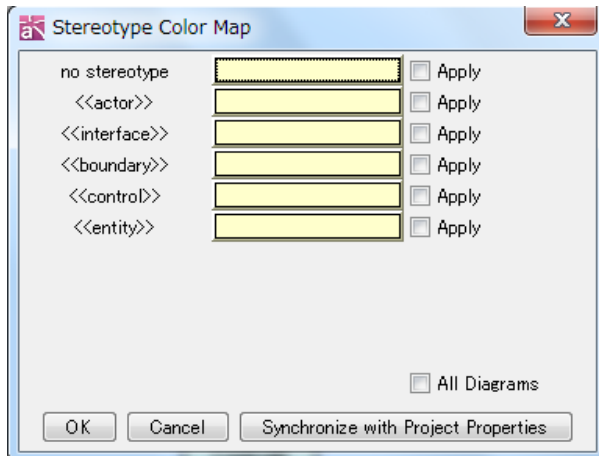 Stereotype Color Map
no stereotype Apply
<<actor>> Apply
<<interface>> Apply
<<boundary>> Apply
<<control>> Apply
<<entity>> Apply
All Diagrams
OK Cancel Synchronize with Project Properties